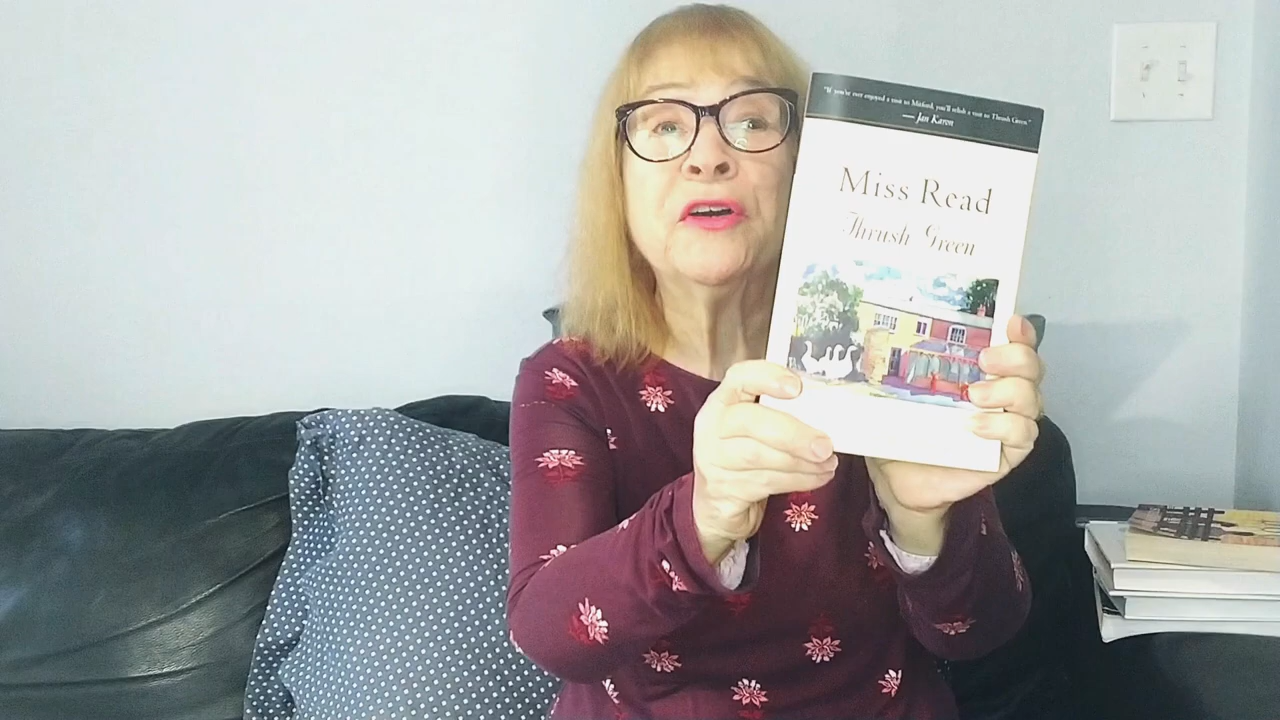 "If you've ever enjoyed a visit to Mitford, you'll relish a visit to Thrush Green."
— Jan Karon
Miss Read
Thrush Green